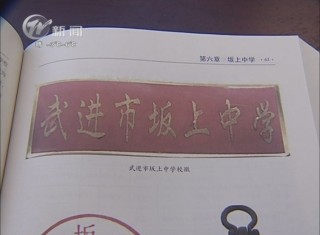 新闻
第六章 坂上中学
武进市坂上中学
武进市坂上中学校徽
坂